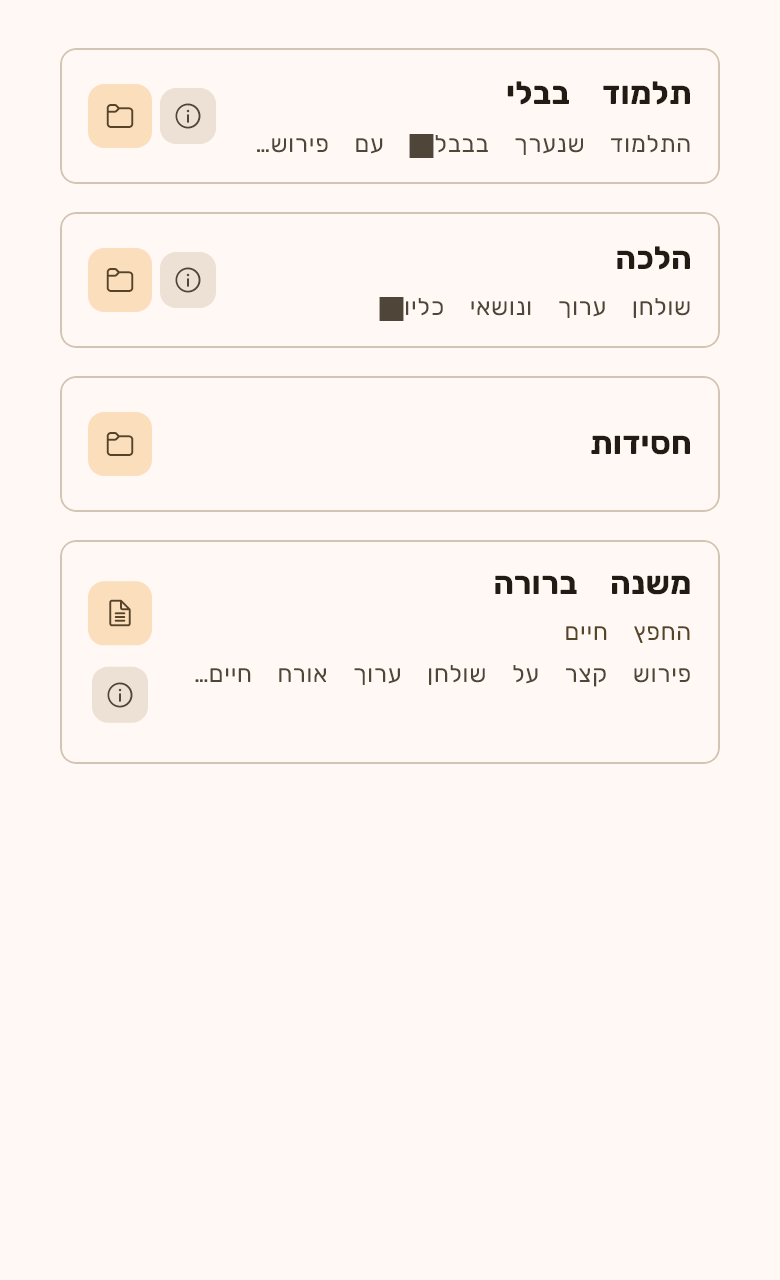 תלמוד בבלי
התלמוד שנערך בבבל■ עם פירוש...
הלכה
שולחן ערוך ונושאי כליו■
חסידות
משנה ברורה
החפץ חיים
פירוש קצר על שולחן ערוך אורח חיים...